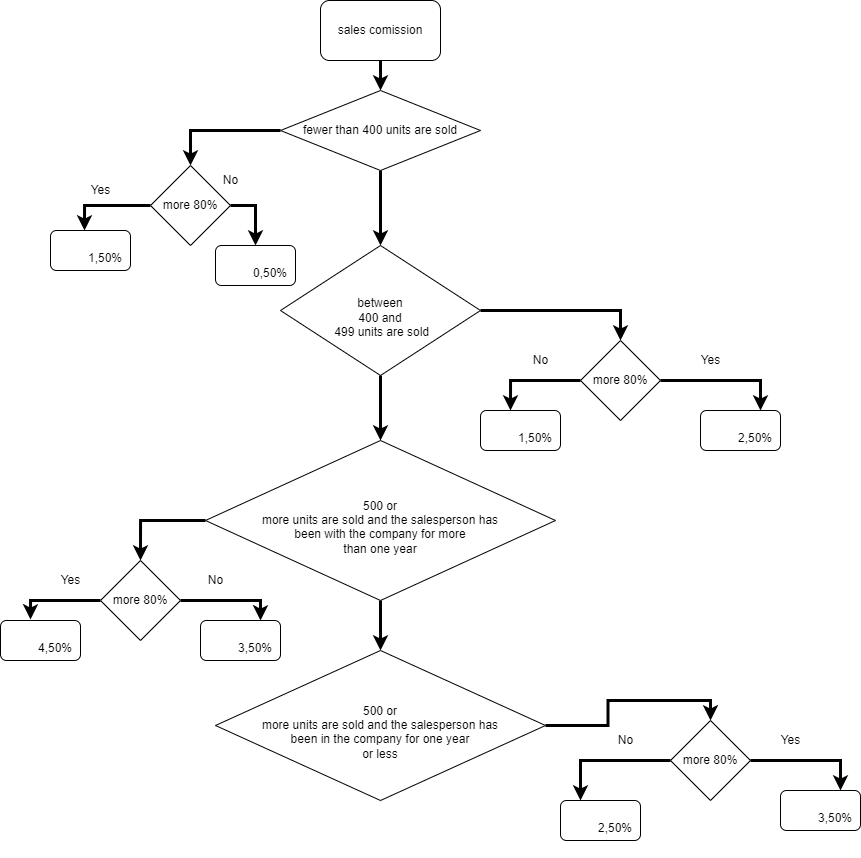 sales comission
fewer than 400 units are sold
Yes
No
more 80%
1,50%
0,50%
between
400 and
499 units are sold
No
Yes
more 80%
1,50%
2,50%
500 or
more units are sold and the salesperson has
been with the company for more
than one year
Yes
No
more 80%
4,50%
3,50%
500 or
more units are sold and the salesperson has
been in the company for one year
or less
No
Yes
more 80%
2,50%
3,50%